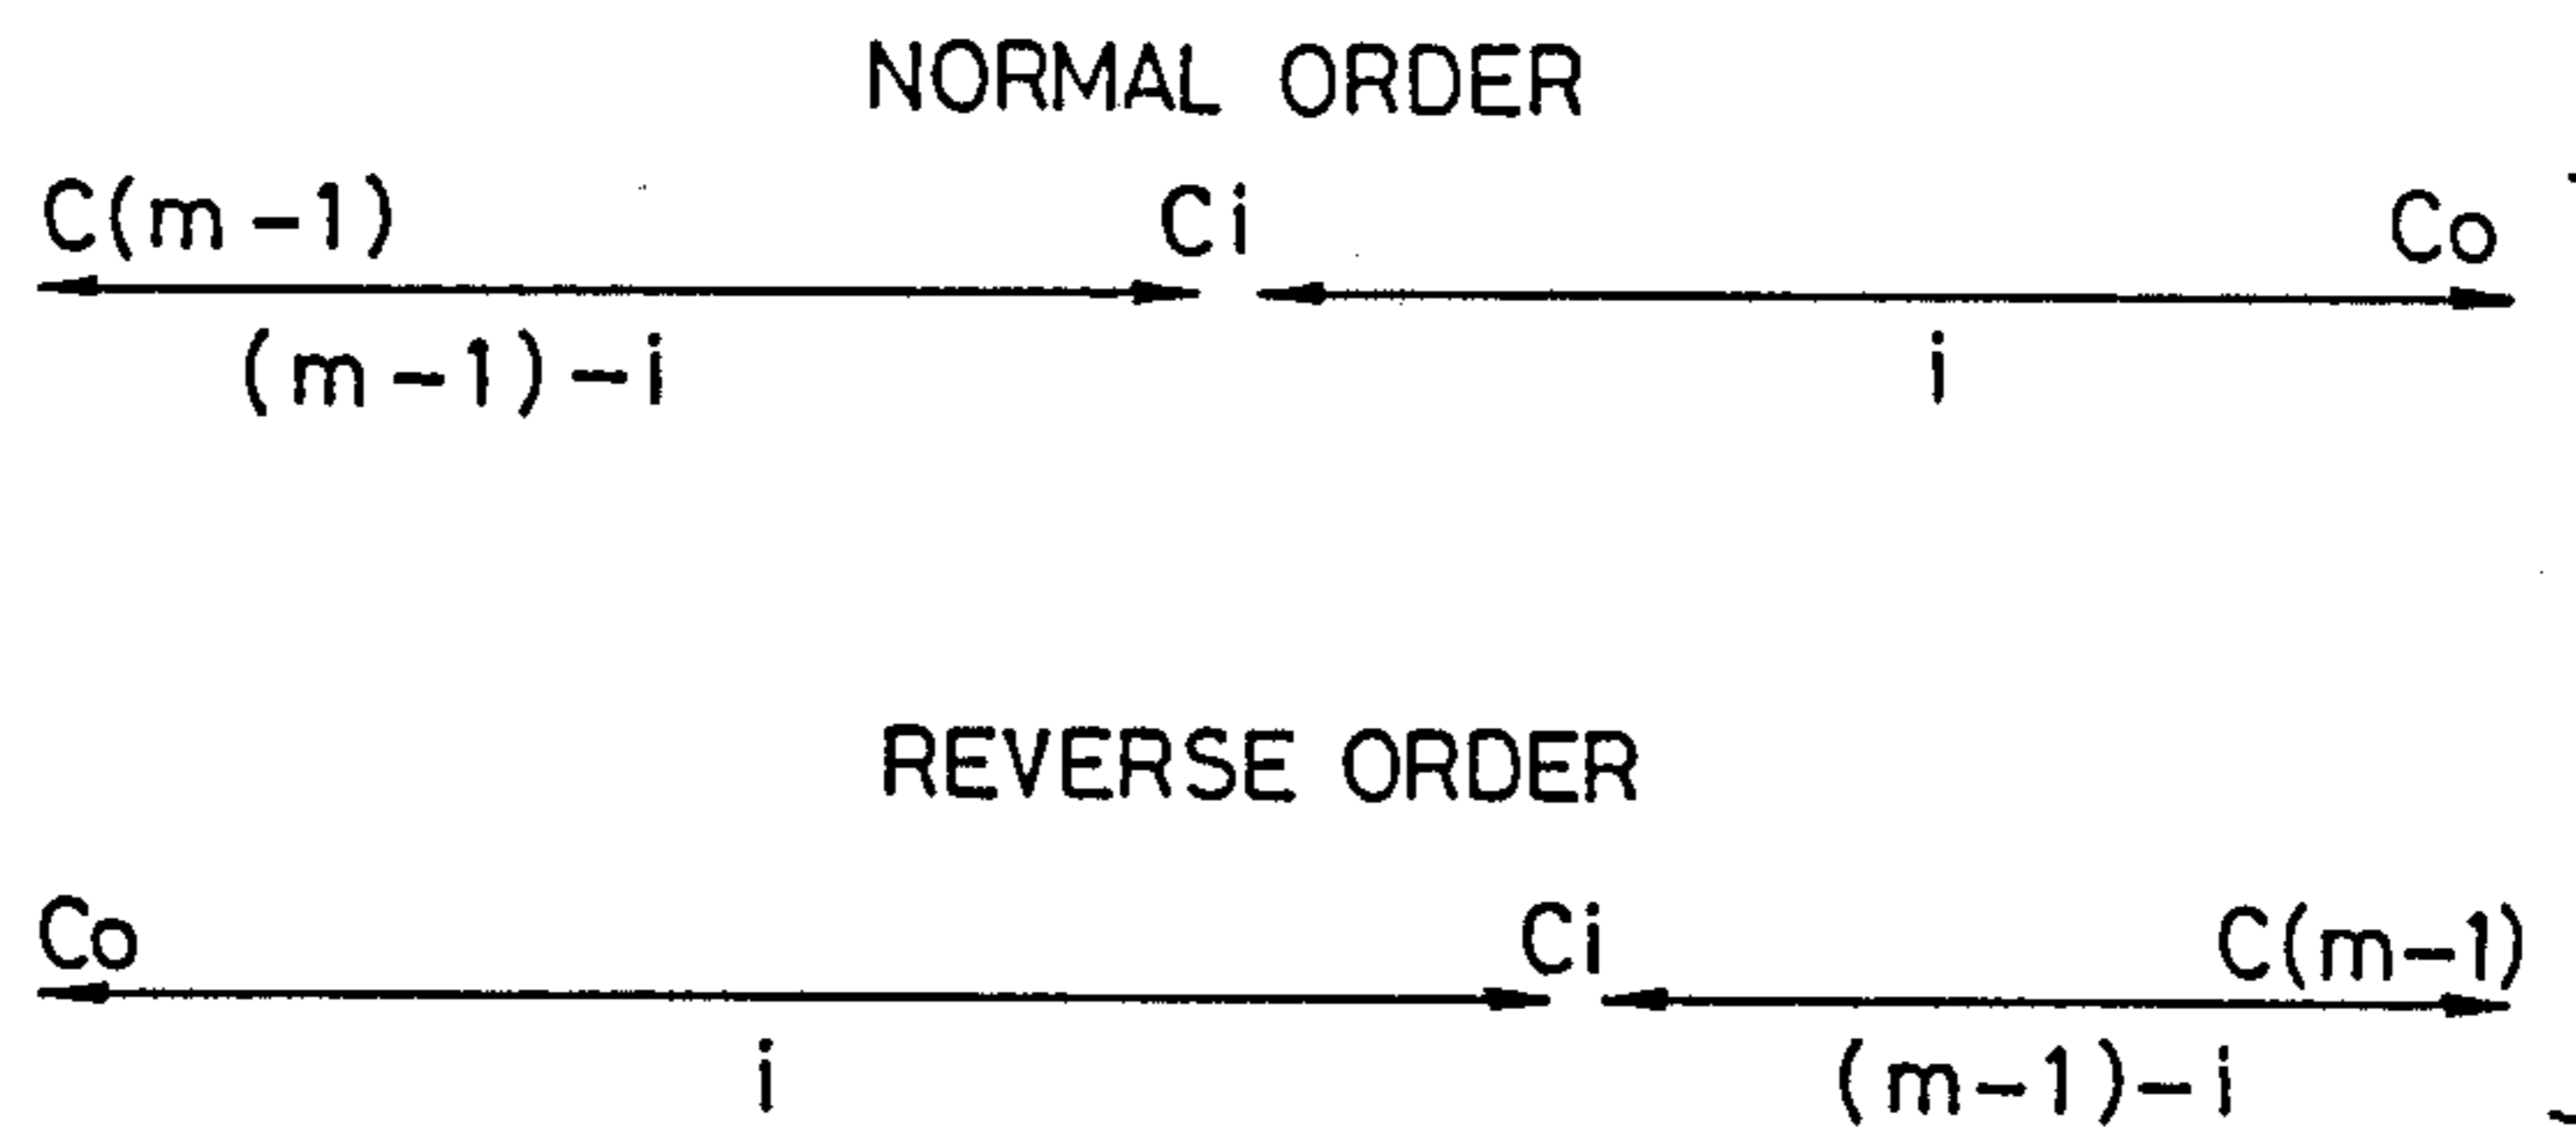 NORMAL ORDER
C(m-1) Ci Co
(m-1)-i i
REVERSE ORDER
Co Ci C(m-1)
i (m-1)-i